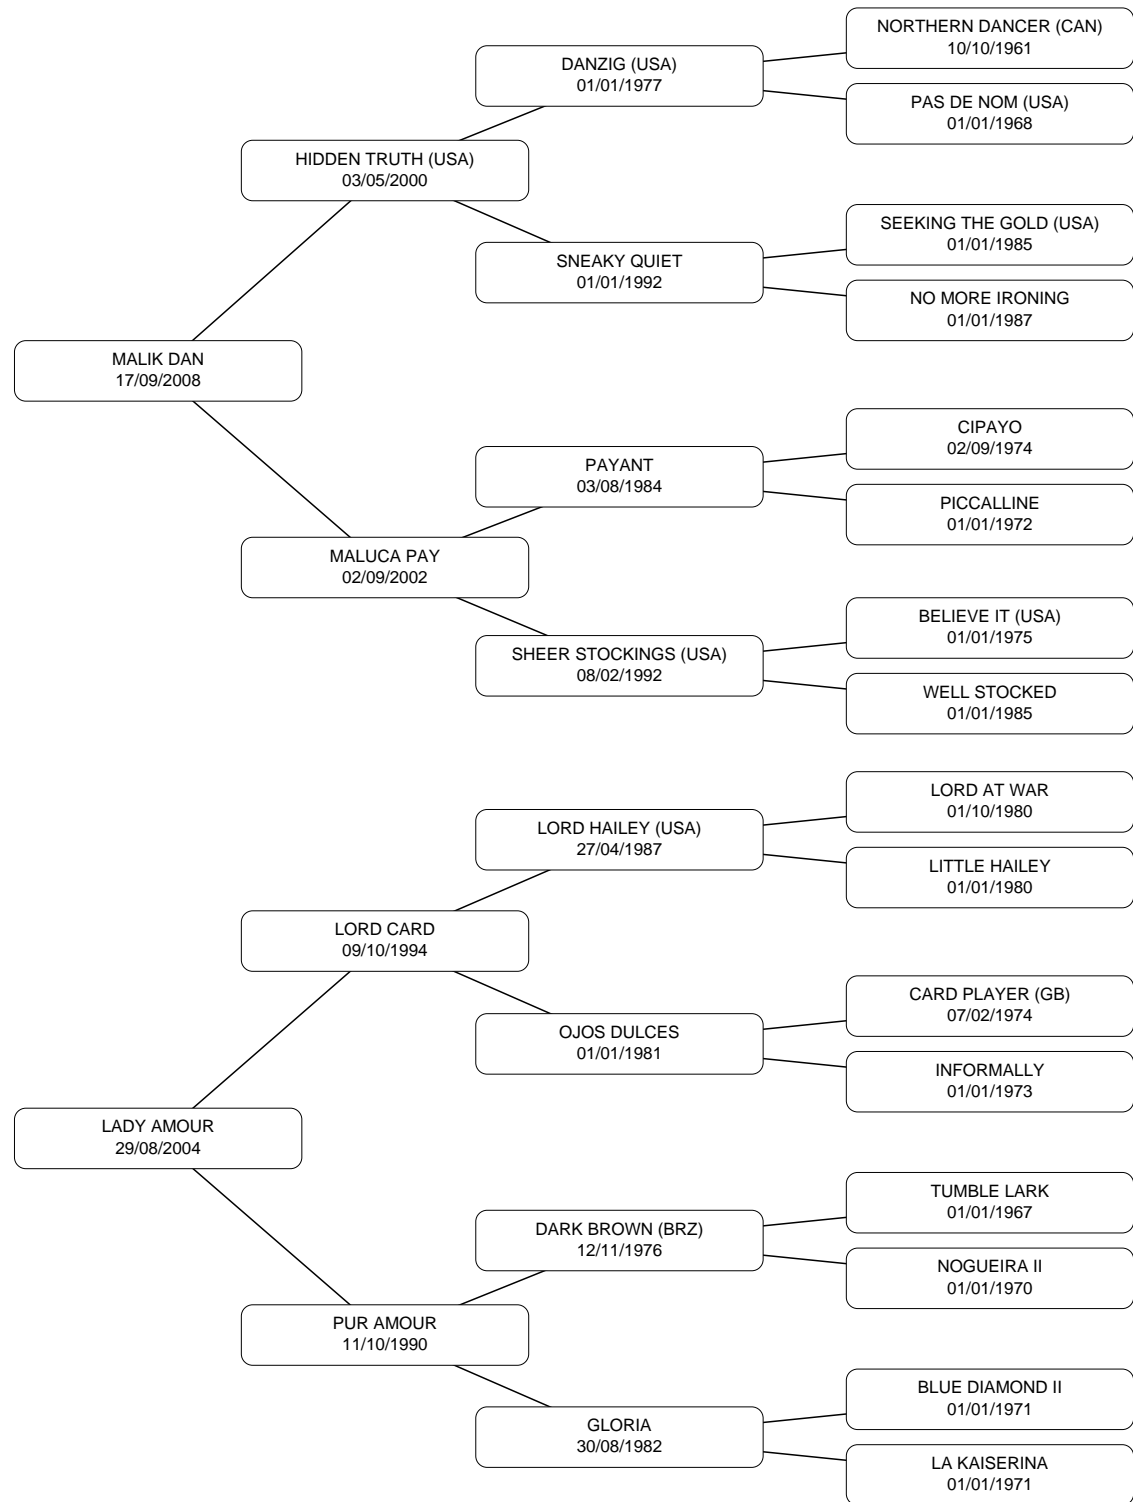 NORTHERN DANCER (CAN)
10/10/1961
DANZIG (USA)
01/01/1977
PAS DE NOM (USA)
01/01/1968
HIDDEN TRUTH (USA)
03/05/2000
SEEKING THE GOLD (USA)
01/01/1985
SNEAKY QUIET
01/01/1992
NO MORE IRONING
01/01/1987
MALIK DAN
17/09/2008
CIPAYO
02/09/1974
PAYANT
03/08/1984
PICCALLINE
01/01/1972
MALUCA PAY
02/09/2002
BELIEVE IT (USA)
01/01/1975
SHEER STOCKINGS (USA)
08/02/1992
WELL STOCKED
01/01/1985
LORD AT WAR
01/10/1980
LORD HAILEY (USA)
27/04/1987
LITTLE HAILEY
01/01/1980
LORD CARD
09/10/1994
CARD PLAYER (GB)
07/02/1974
OJOS DULCES
01/01/1981
INFORMALLY
01/01/1973
LADY AMOUR
29/08/2004
TUMBLE LARK
01/01/1967
DARK BROWN (BRZ)
12/11/1976
NOGUEIRA II
01/01/1970
PUR AMOUR
11/10/1990
BLUE DIAMOND II
01/01/1971
GLORIA
30/08/1982
LA KAISERINA
01/01/1971